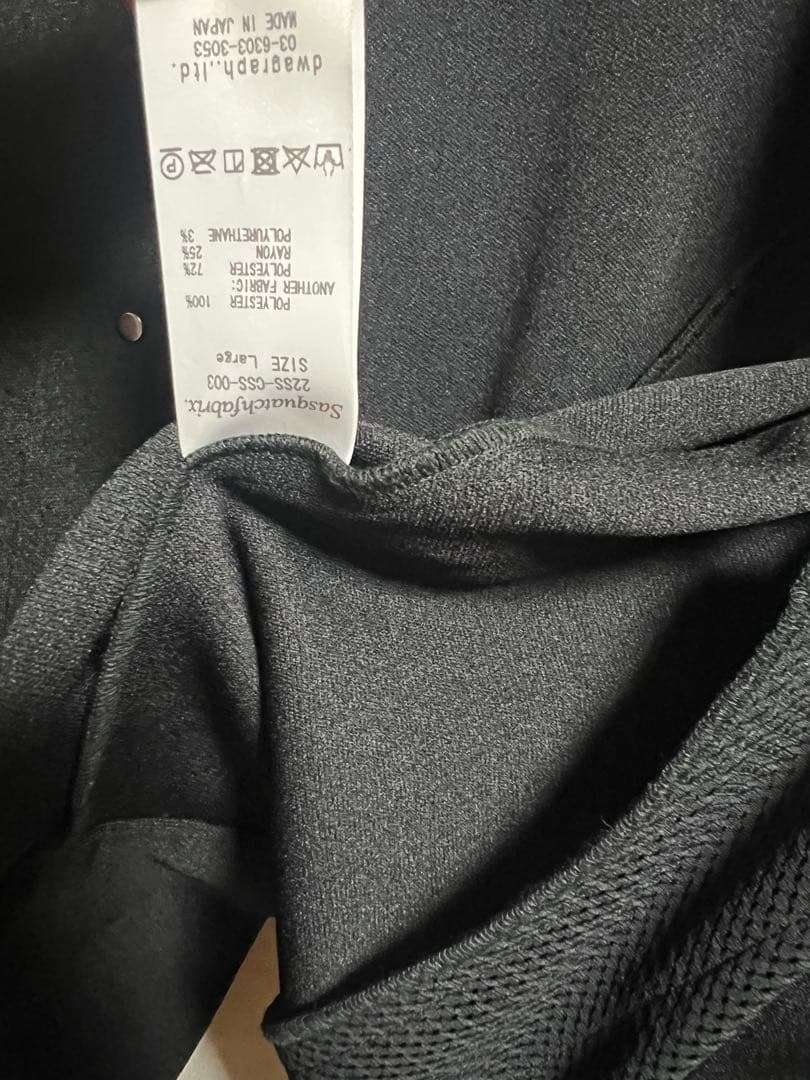 Sasquatchfabrix.
22SS-CSS-003
SIZE Large
POLYESTER 100%
ANOTHER FABRIC:
POLYESTER 72%
RAYON 25%
POLYURETHANE 3%
P
dwagraph.,ltd.
03-6303-3053
MADE IN JAPAN